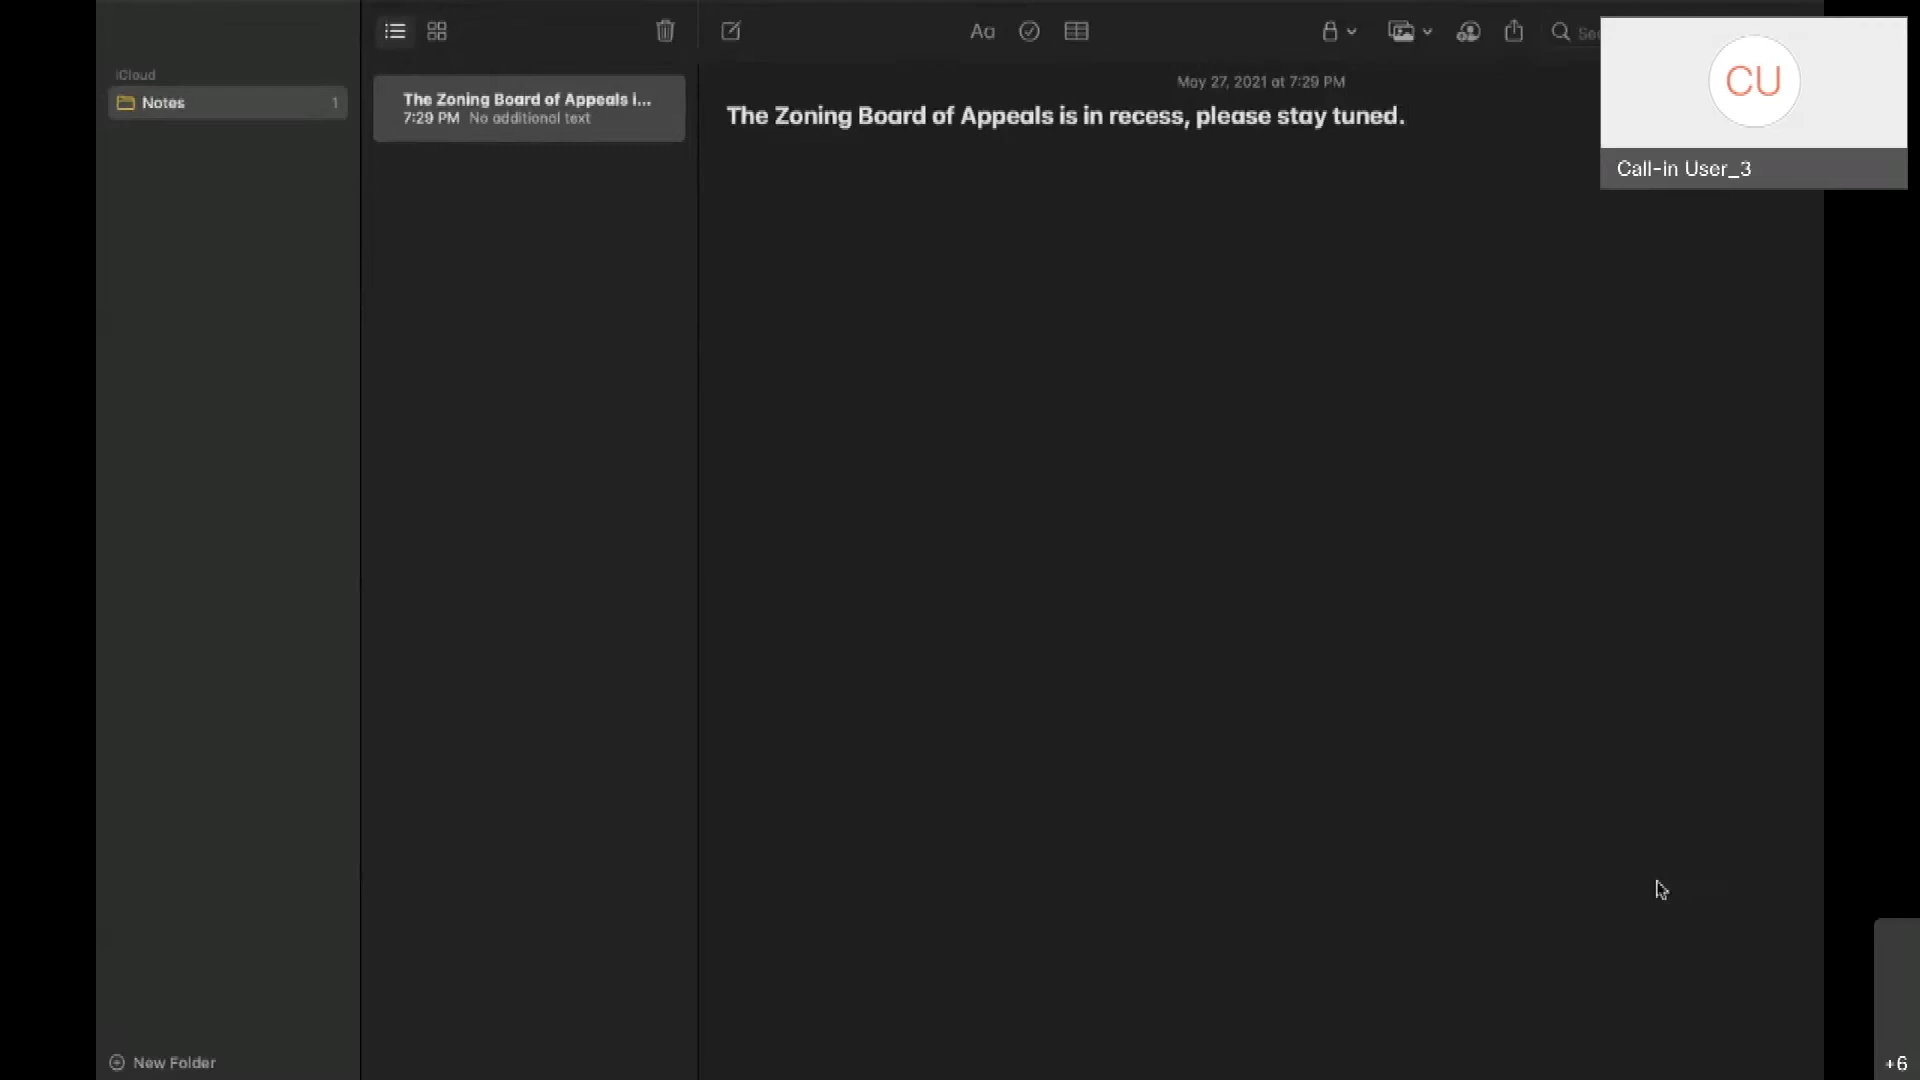 iCloud
Notes 1
New Folder
The Zoning Board of Appeals i...
7:29 PM No additional text
Aa
May 27, 2021 at 7:29 PM
The Zoning Board of Appeals is in recess, please stay tuned.
CU
Call-in User_3
+6